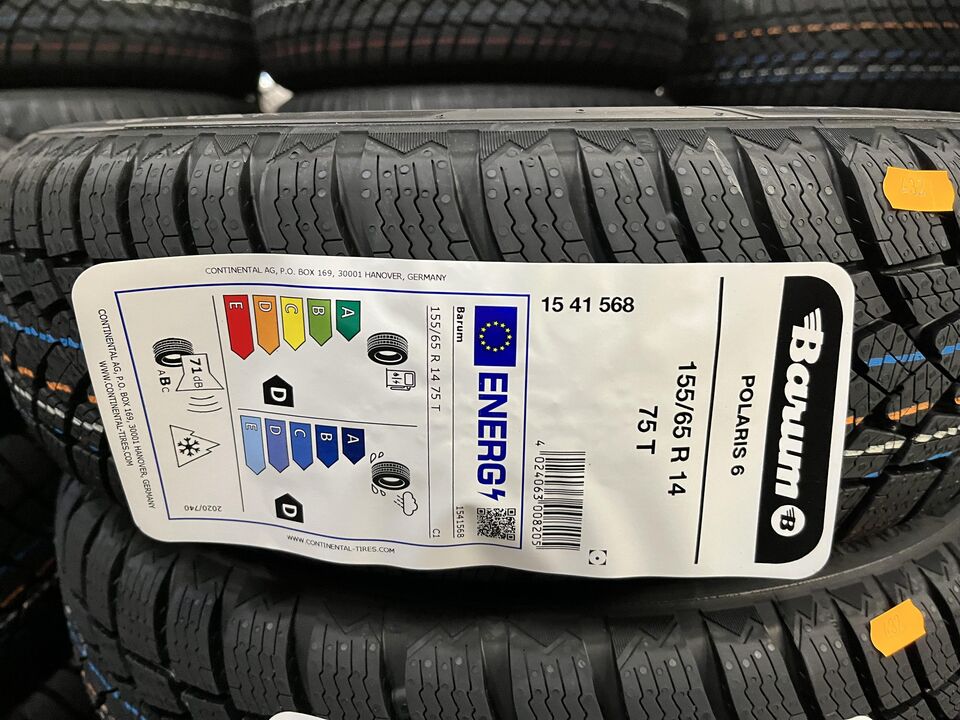 Barum
B
POLARIS 6
155/65 R 14
75 T
15 41 568
4 024063 008205
CONTINENTAL AG, P.O. BOX 169, 30001 HANOVER, GERMANY
ENERG
Barum
1541568
155/65 R 14 75 T
C1
A
B
C
D
E
D
A
B
C
D
E
D
71 dB
ABC
2020/740
CONTINENTAL AG, P.O. BOX 169, 30001 HANOVER, GERMANY
WWW.CONTINENTAL-TIRES.COM
WWW.CONTINENTAL-TIRES.COM